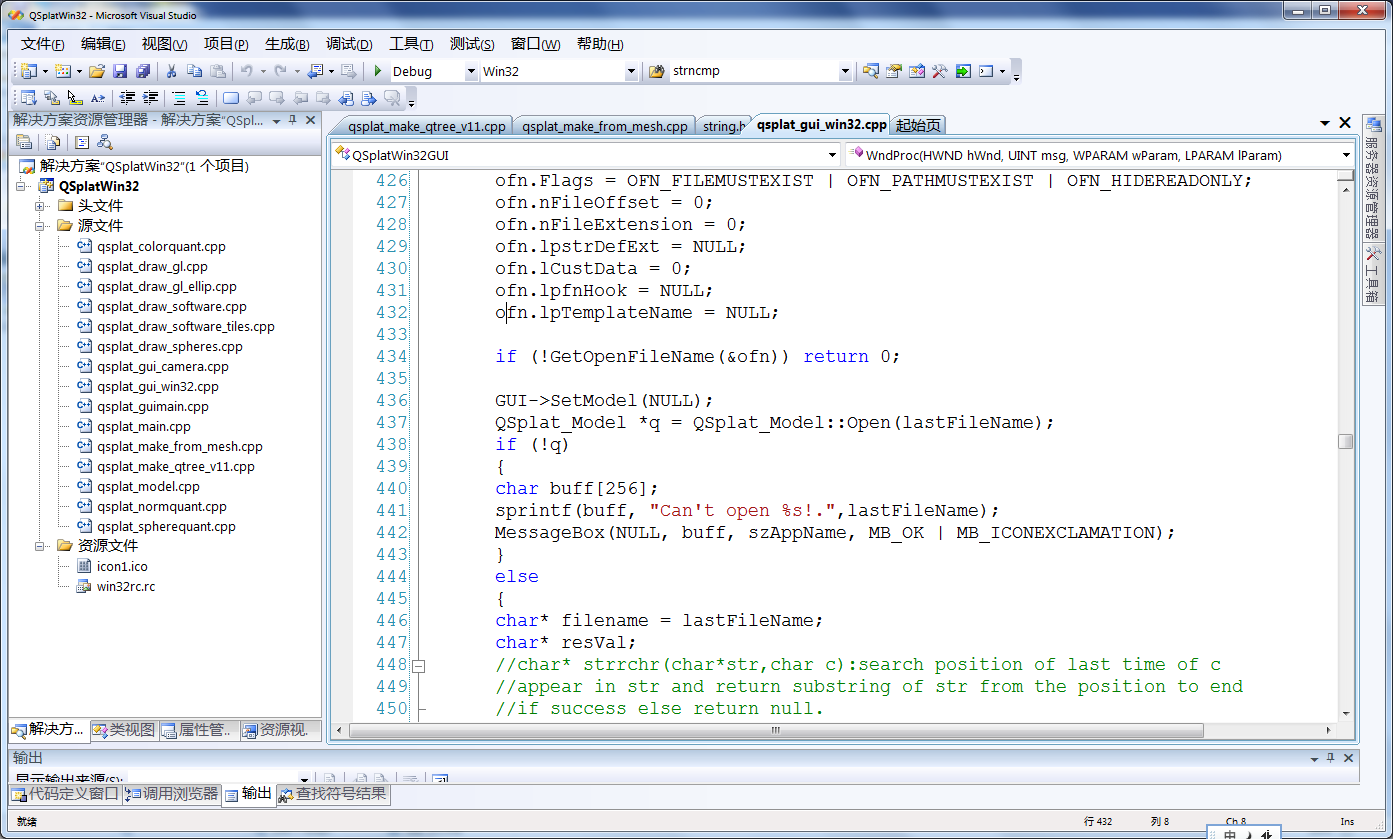 QSplatWin32 - Microsoft Visual Studio
文件(F) 编辑(E) 视图(V) 项目(P) 生成(B) 调试(D) 工具(T) 测试(S) 窗口(W) 帮助(H)
Debug Win32 strncmp
解决方案资源管理器 - 解决方案"QSpl...
解决方案"QSplatWin32"(1 个项目)
QSplatWin32
头文件
源文件
qsplat_colorquant.cpp
qsplat_draw_gl.cpp
qsplat_draw_gl_ellip.cpp
qsplat_draw_software.cpp
qsplat_draw_software_tiles.cpp
qsplat_draw_spheres.cpp
qsplat_gui_camera.cpp
qsplat_gui_win32.cpp
qsplat_guimain.cpp
qsplat_main.cpp
qsplat_make_from_mesh.cpp
qsplat_make_qtree_v11.cpp
qsplat_model.cpp
qsplat_normquant.cpp
qsplat_spherequant.cpp
资源文件
icon1.ico
win32rc.rc
解决方... 类视图 属性管... 资源视.
qsplat_make_qtree_v11.cpp qsplat_make_from_mesh.cpp string.h qsplat_gui_win32.cpp 起始页
QSplatWin32GUI WndProc(HWND hWnd, UINT msg, WPARAM wParam, LPARAM lParam)
426 ofn.Flags = OFN_FILEMUSTEXIST | OFN_PATHMUSTEXIST | OFN_HIDEREADONLY;
427 ofn.nFileOffset = 0;
428 ofn.nFileExtension = 0;
429 ofn.lpstrDefExt = NULL;
430 ofn.lCustData = 0;
431 ofn.lpfnHook = NULL;
432 ofn.lpTemplateName = NULL;
433
434 if (!GetOpenFileName(&ofn)) return 0;
435
436 GUI->SetModel(NULL);
437 QSplat_Model *q = QSplat_Model::Open(lastFileName);
438 if (!q)
439 {
440 char buff[256];
441 sprintf(buff, "Can't open %s!.",lastFileName);
442 MessageBox(NULL, buff, szAppName, MB_OK | MB_ICONEXCLAMATION);
443 }
444 else
445 {
446 char* filename = lastFileName;
447 char* resVal;
448 //char* strrchr(char*str,char c):search position of last time of c
449 //appear in str and return substring of str from the position to end
450 //if success else return null.
服务器资源管理器
工具箱
输出
显示输出来源(S):
代码定义窗口 调用浏览器 输出 查找符号结果
就绪 行 432 列 8 Ch 8 Ins
中